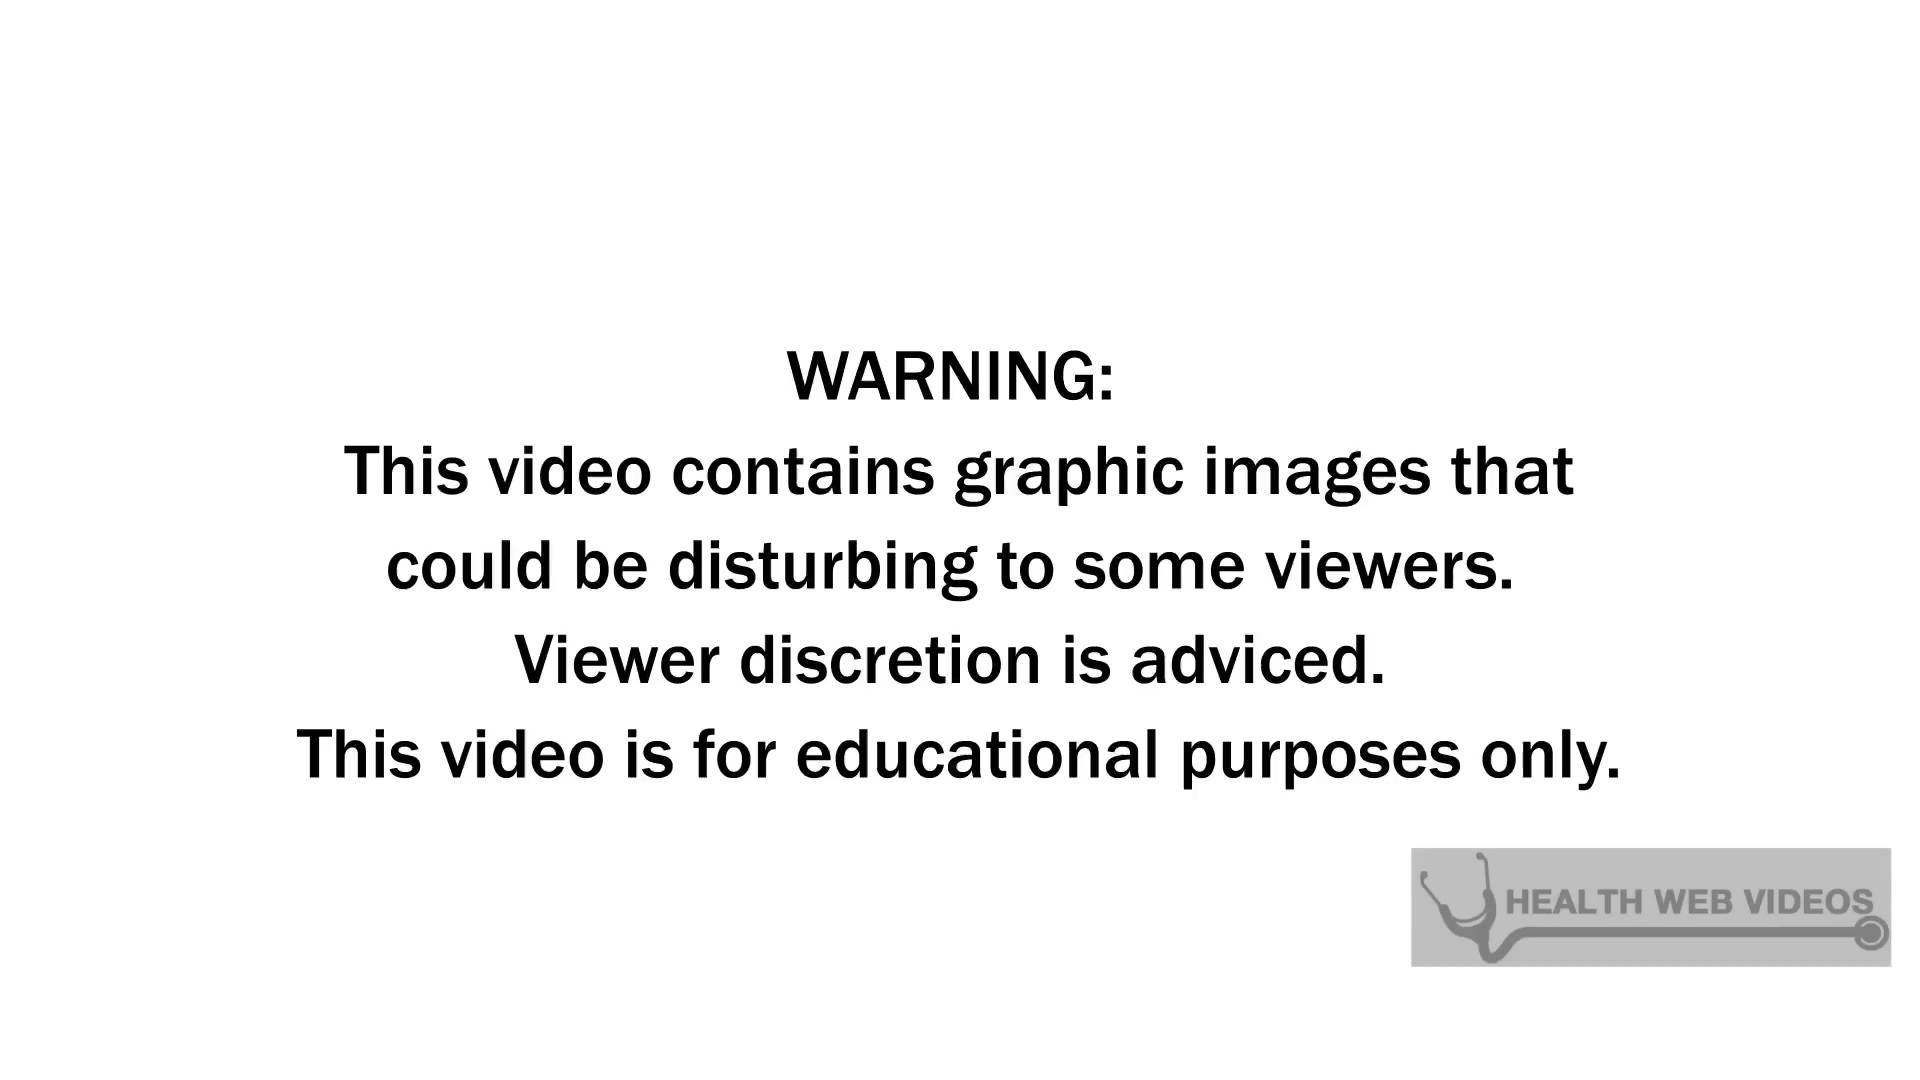 WARNING:
This video contains graphic images that
could be disturbing to some viewers.
Viewer discretion is adviced.
This video is for educational purposes only.
HEALTH WEB VIDEOS